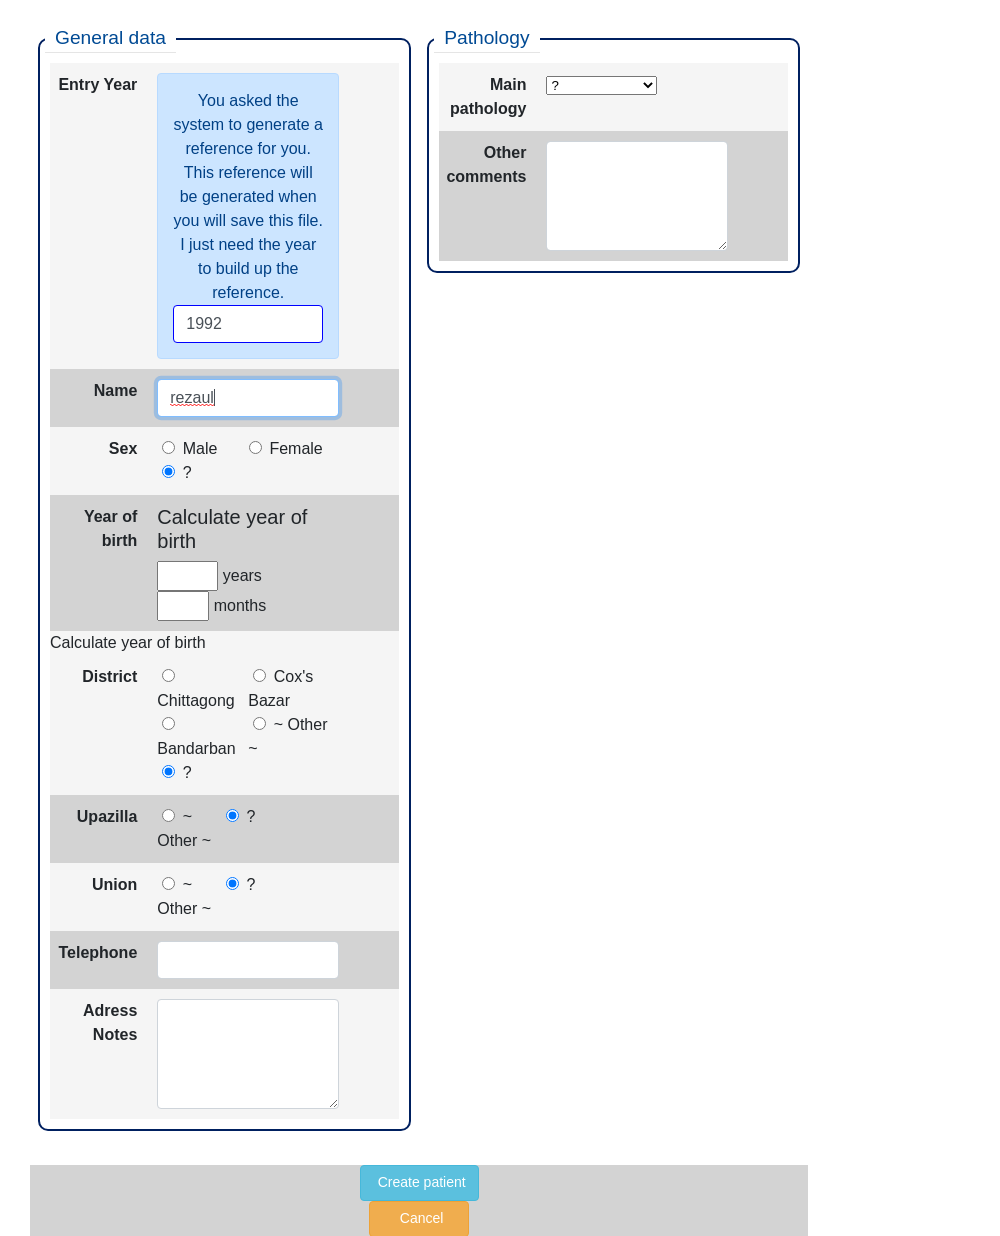 General data
Entry Year
You asked the
system to generate a
reference for you.
This reference will
be generated when
you will save this file.
I just need the year
to build up the
reference.
1992
Name
rezaul
Sex
Male
Female
?
Year of
birth
Calculate year of
birth
years
months
Calculate year of birth
District
Chittagong
Cox's
Bazar
Bandarban
~ Other
~
?
Upazilla
~
Other ~
?
Union
~
Other ~
?
Telephone
Adress
Notes
Pathology
Main
pathology
?
Other
comments
Create patient
Cancel